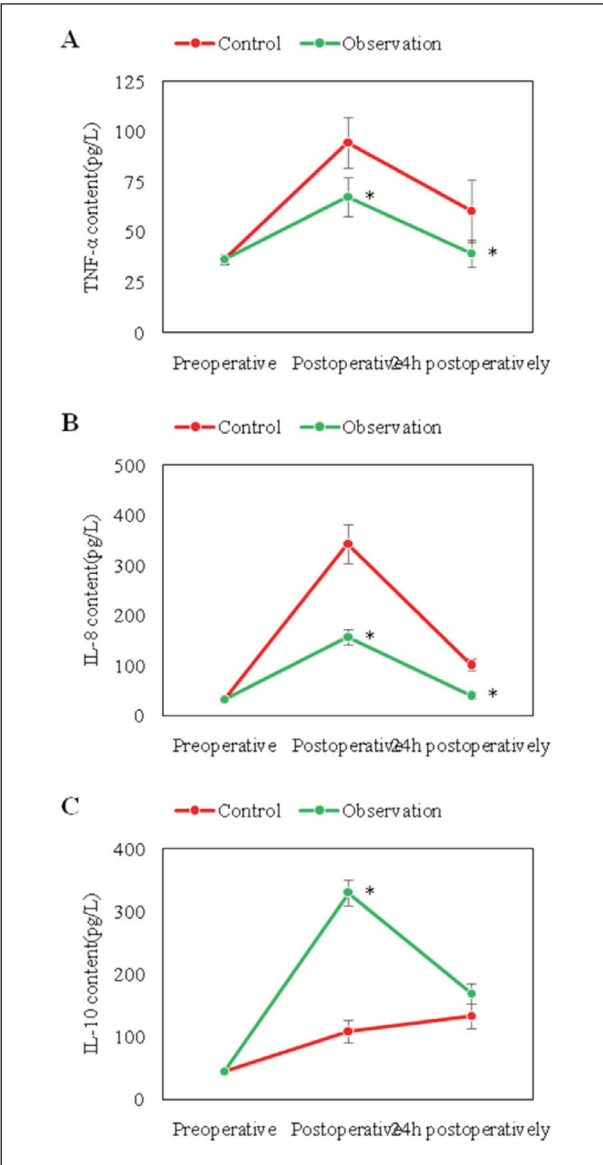 A
Control Observation
TNF-α content(pg/L)
125
100
75
50
25
0
*
*
Preoperative Postoperative 24h postoperatively
B
Control Observation
IL-8 content(pg/L)
500
400
300
200
100
0
*
*
Preoperative Postoperative 24h postoperatively
C
Control Observation
IL-10 content(pg/L)
400
300
200
100
0
*
Preoperative Postoperative 24h postoperatively